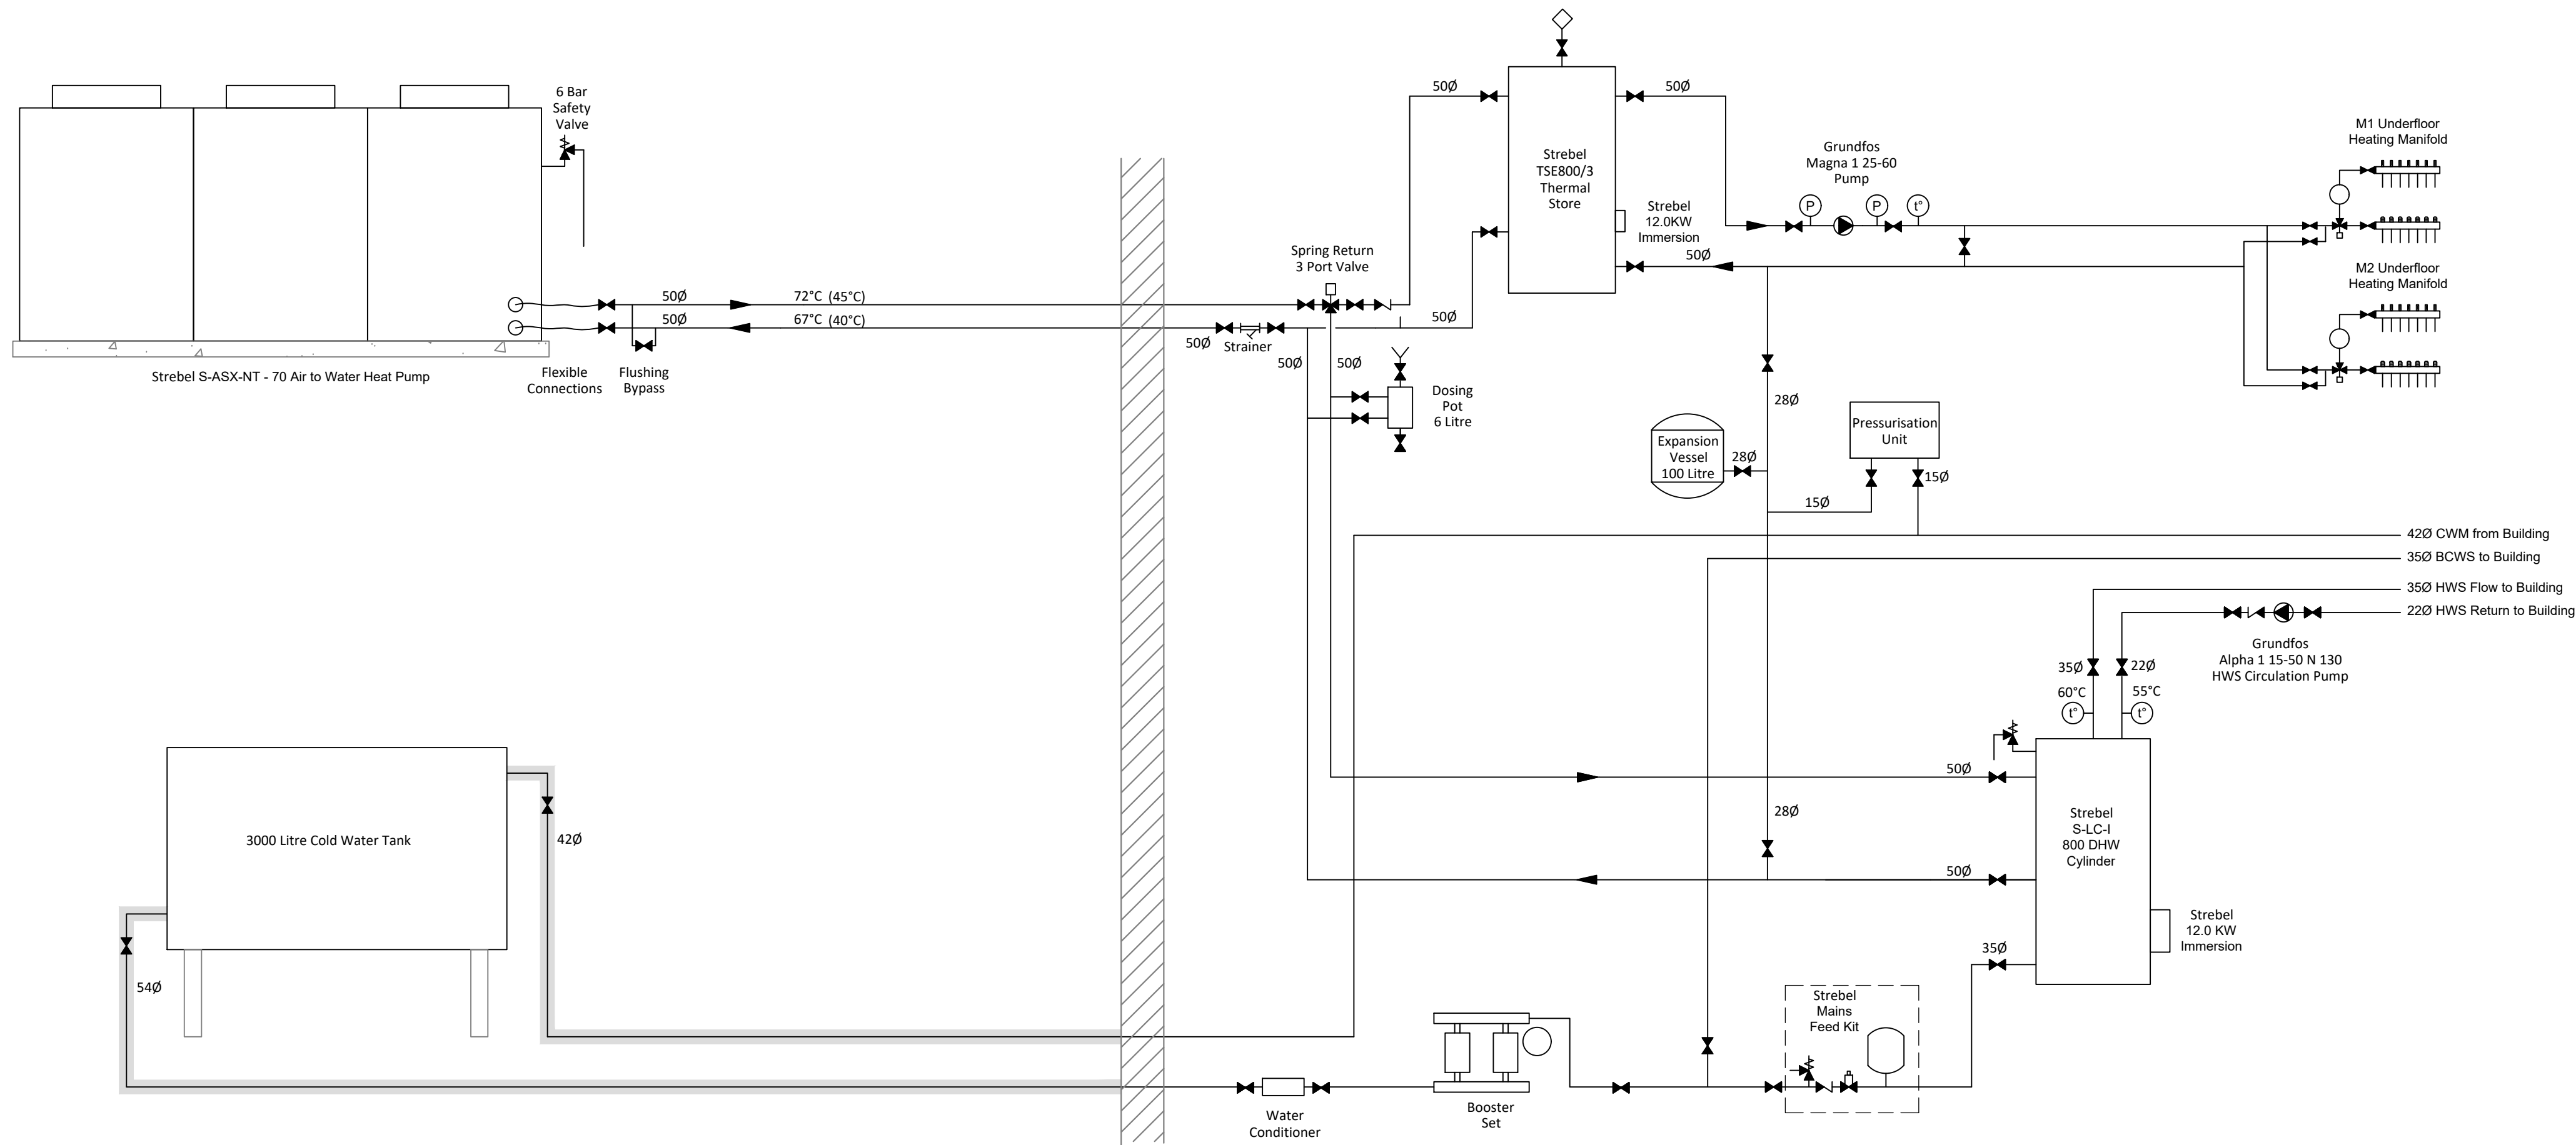 6 Bar
Safety
Valve
Strebel S-ASX-NT - 70 Air to Water Heat Pump
Flexible
Connections
Flushing
Bypass
50Ø
50Ø
72°C (45°C)
67°C (40°C)
50Ø
Strainer
Spring Return
3 Port Valve
50Ø
50Ø
50Ø
50Ø
Dosing
Pot
6 Litre
Strebel
TSE800/3
Thermal
Store
50Ø
Strebel
12.0KW
Immersion
50Ø
Grundfos
Magna 1 25-60
Pump
P
P
t°
M1 Underfloor
Heating Manifold
M2 Underfloor
Heating Manifold
28Ø
Expansion
Vessel
100 Litre
28Ø
Pressurisation
Unit
15Ø
15Ø
42Ø CWM from Building
35Ø BCWS to Building
35Ø HWS Flow to Building
22Ø HWS Return to Building
Grundfos
Alpha 1 15-50 N 130
HWS Circulation Pump
35Ø
22Ø
60°C
55°C
t°
t°
50Ø
28Ø
50Ø
Strebel
S-LC-I
800 DHW
Cylinder
Strebel
12.0 KW
Immersion
35Ø
3000 Litre Cold Water Tank
42Ø
54Ø
Water
Conditioner
Booster
Set
Strebel
Mains
Feed Kit